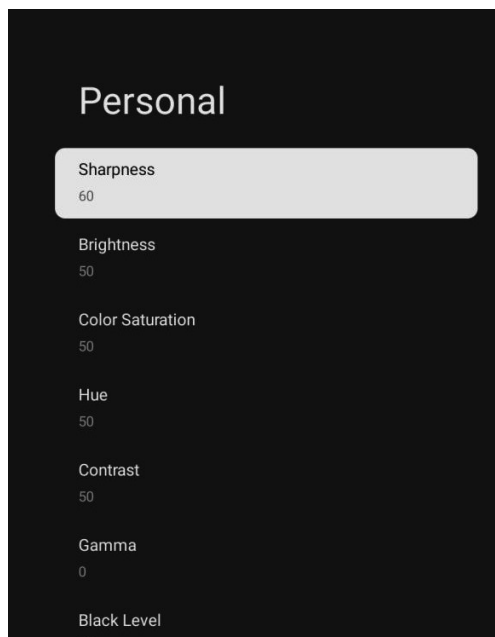 Personal
Sharpness
60
Brightness
50
Color Saturation
50
Hue
50
Contrast
50
Gamma
0
Black Level